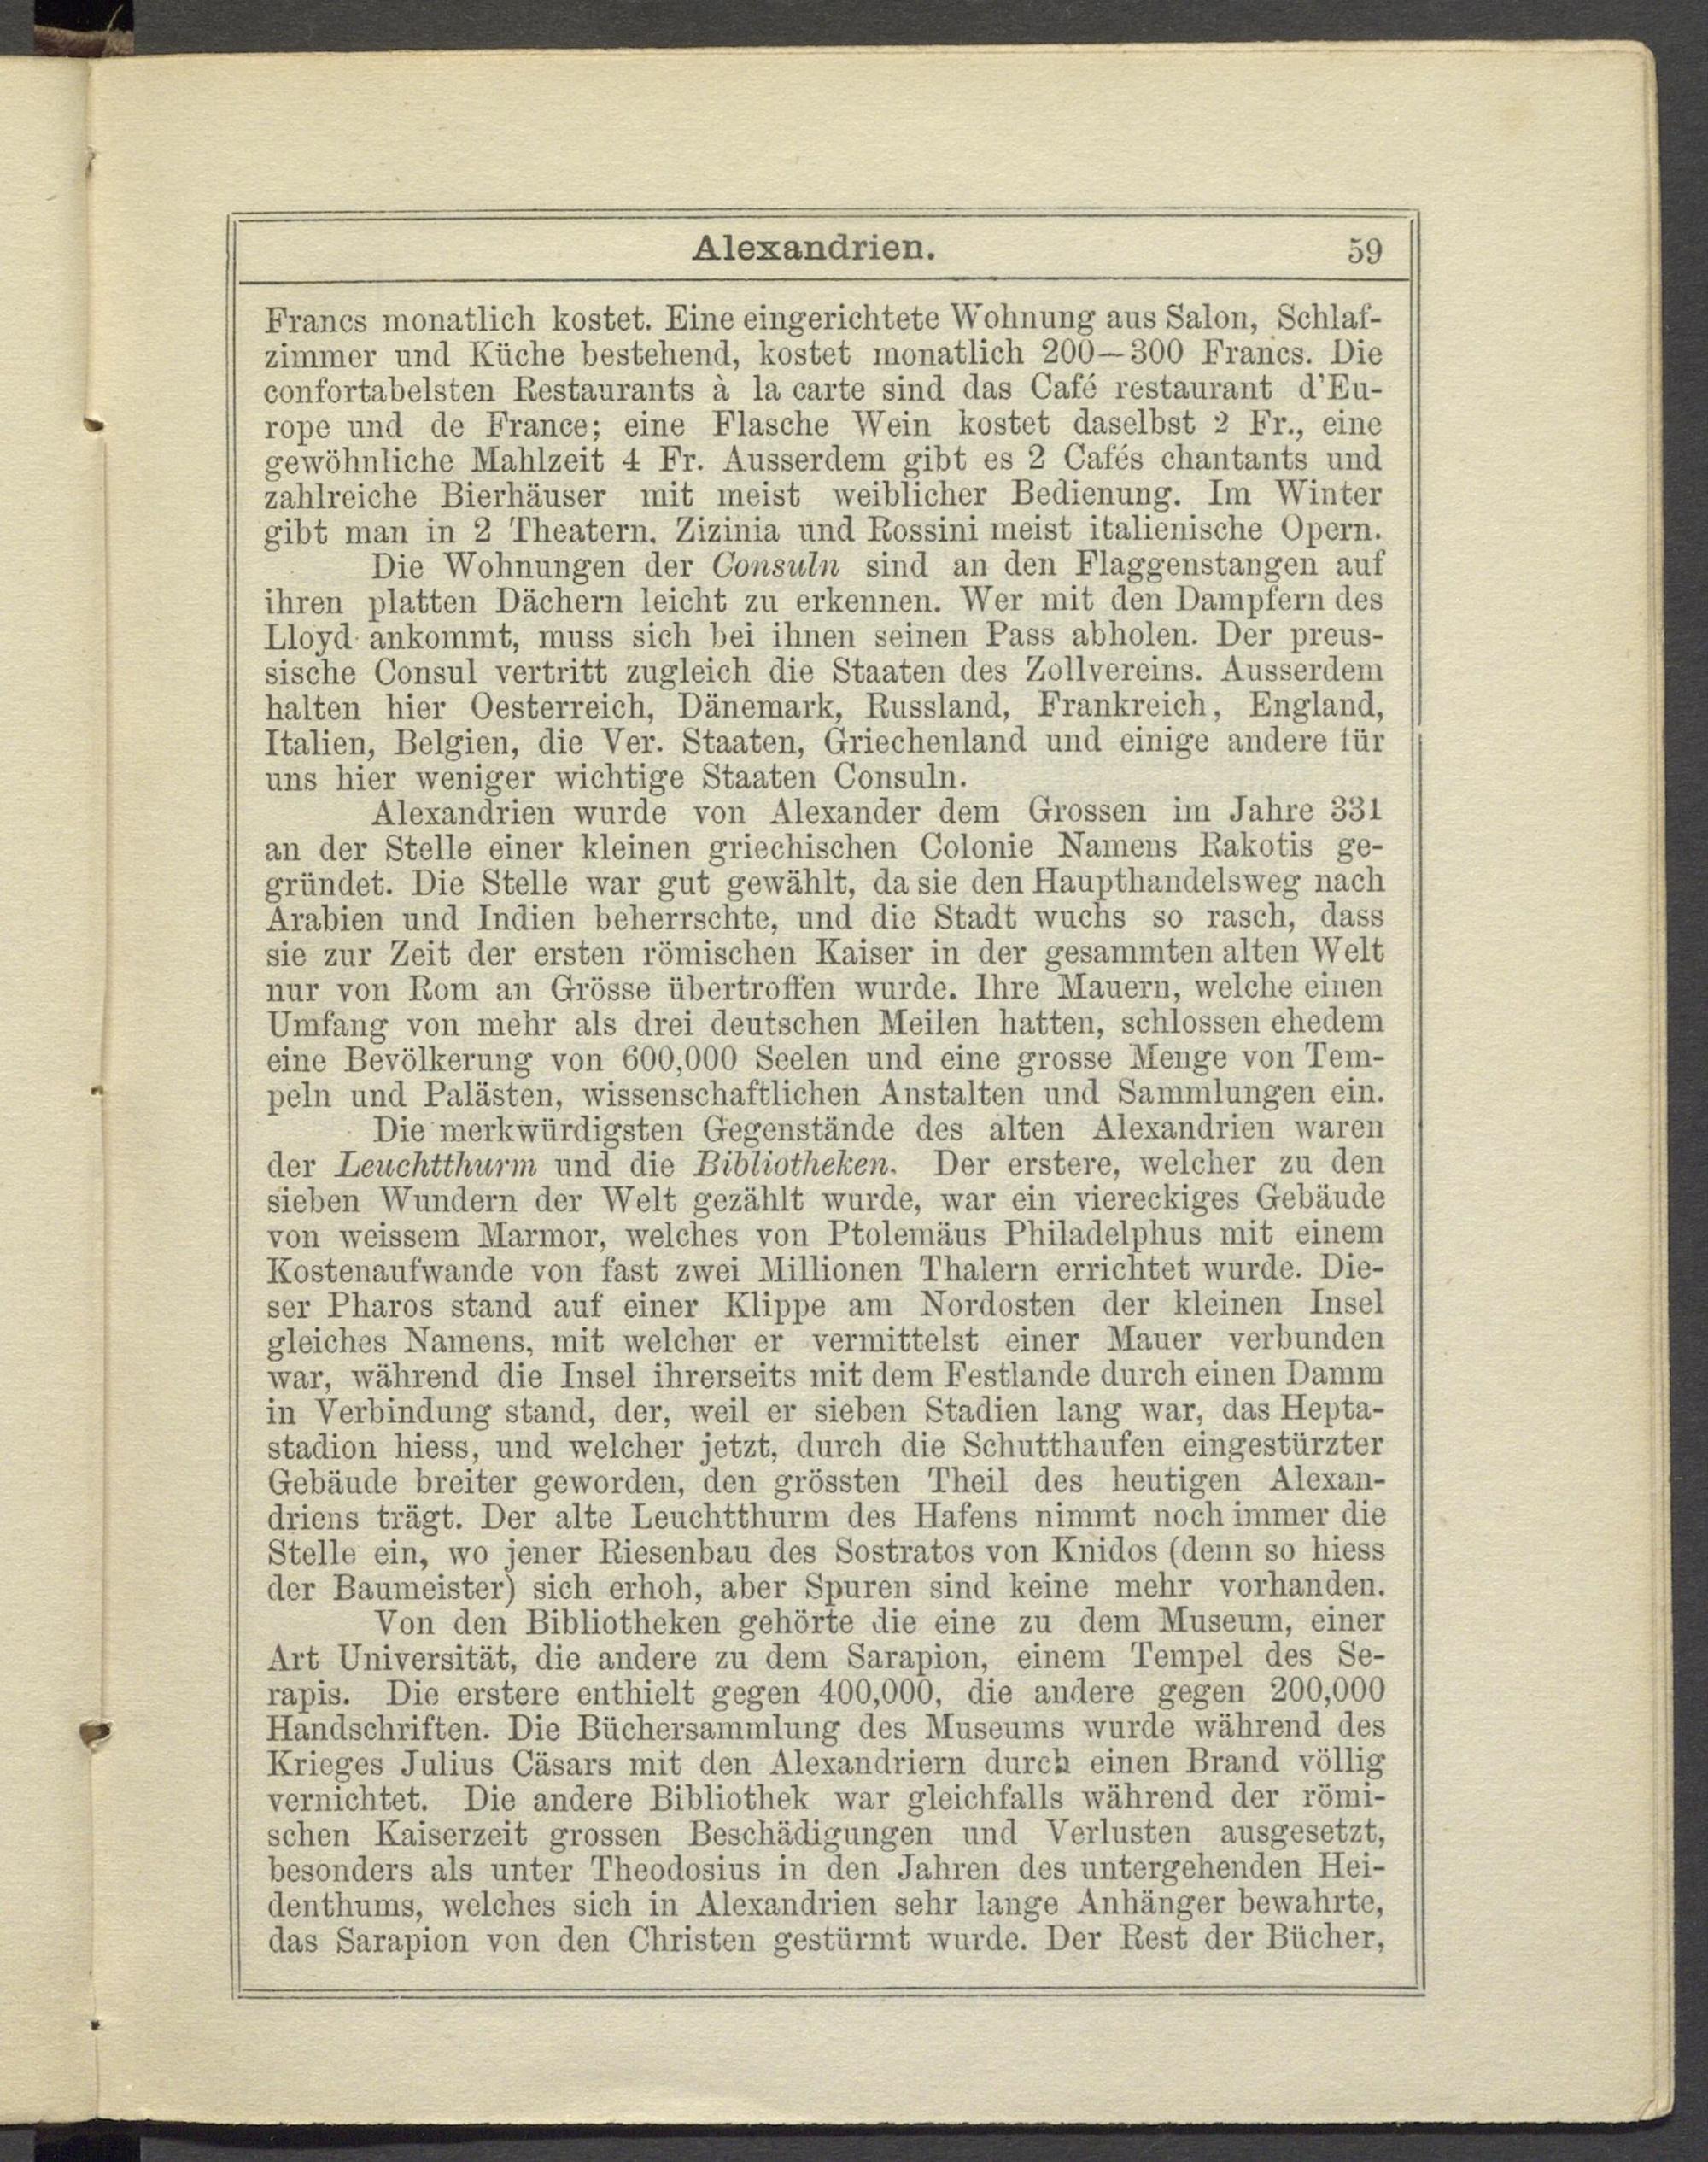 Alexandrien. 59
Francs monatlich kostet. Eine eingerichtete Wohnung aus Salon, Schlaf-
zimmer und Küche bestehend, kostet monatlich 200—300 Francs. Die
confortabelsten Restaurants à la carte sind das Café restaurant d'Eu-
rope und de France; eine Flasche Wein kostet daselbst 2 Fr., eine
gewöhnliche Mahlzeit 4 Fr. Ausserdem gibt es 2 Cafés chantants und
zahlreiche Bierhäuser mit meist weiblicher Bedienung. Im Winter
gibt man in 2 Theatern, Zizinia und Rossini meist italienische Opern.
Die Wohnungen der Consuln sind an den Flaggenstangen auf
ihren platten Dächern leicht zu erkennen. Wer mit den Dampfern des
Lloyd ankommt, muss sich bei ihnen seinen Pass abholen. Der preus-
sische Consul vertritt zugleich die Staaten des Zollvereins. Ausserdem
halten hier Oesterreich, Dänemark, Russland, Frankreich, England,
Italien, Belgien, die Ver. Staaten, Griechenland und einige andere für
uns hier weniger wichtige Staaten Consuln.
Alexandrien wurde von Alexander dem Grossen im Jahre 331
an der Stelle einer kleinen griechischen Colonie Namens Rakotis ge-
gründet. Die Stelle war gut gewählt, da sie den Haupthandelsweg nach
Arabien und Indien beherrschte, und die Stadt wuchs so rasch, dass
sie zur Zeit der ersten römischen Kaiser in der gesammten alten Welt
nur von Rom an Grösse übertroffen wurde. Ihre Mauern, welche einen
Umfang von mehr als drei deutschen Meilen hatten, schlossen ehedem
eine Bevölkerung von 600,000 Seelen und eine grosse Menge von Tem-
peln und Palästen, wissenschaftlichen Anstalten und Sammlungen ein.
Die merkwürdigsten Gegenstände des alten Alexandrien waren
der Leuchtthurm und die Bibliotheken. Der erstere, welcher zu den
sieben Wundern der Welt gezählt wurde, war ein viereckiges Gebäude
von weissem Marmor, welches von Ptolemäus Philadelphus mit einem
Kostenaufwande von fast zwei Millionen Thalern errichtet wurde. Die-
ser Pharos stand auf einer Klippe am Nordosten der kleinen Insel
gleiches Namens, mit welcher er vermittelst einer Mauer verbunden
war, während die Insel ihrerseits mit dem Festlande durch einen Damm
in Verbindung stand, der, weil er sieben Stadien lang war, das Hepta-
stadion hiess, und welcher jetzt, durch die Schutthaufen eingestürzter
Gebäude breiter geworden, den grössten Theil des heutigen Alexan-
driens trägt. Der alte Leuchtthurm des Hafens nimmt noch immer die
Stelle ein, wo jener Riesenbau des Sostratos von Knidos (denn so hiess
der Baumeister) sich erhob, aber Spuren sind keine mehr vorhanden.
Von den Bibliotheken gehörte die eine zu dem Museum, einer
Art Universität, die andere zu dem Sarapion, einem Tempel des Se-
rapis. Die erstere enthielt gegen 400,000, die andere gegen 200,000
Handschriften. Die Büchersammlung des Museums wurde während des
Krieges Julius Cäsars mit den Alexandriern durch einen Brand völlig
vernichtet. Die andere Bibliothek war gleichfalls während der römi-
schen Kaiserzeit grossen Beschädigungen und Verlusten ausgesetzt,
besonders als unter Theodosius in den Jahren des untergehenden Hei-
denthums, welches sich in Alexandrien sehr lange Anhänger bewahrte,
das Sarapion von den Christen gestürmt wurde. Der Rest der Bücher,